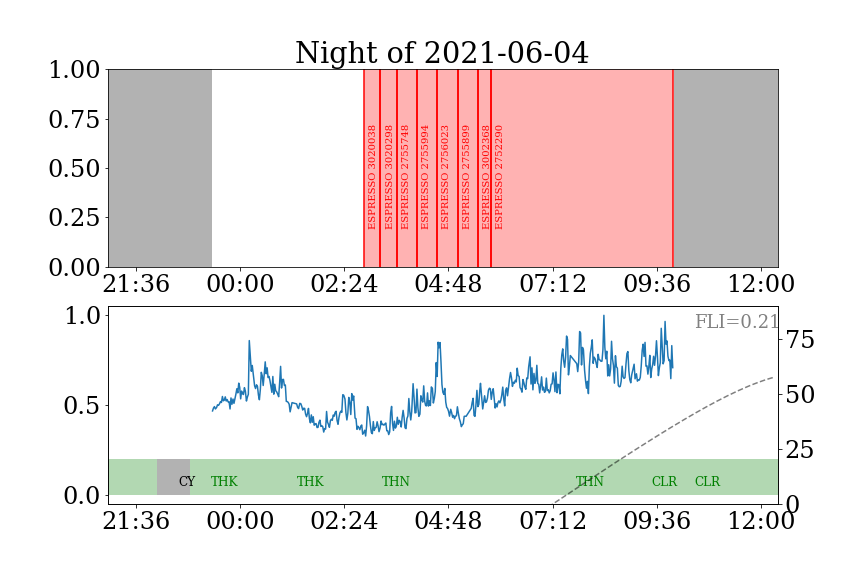 Night of 2021-06-04
1.00
0.75
0.50
0.25
0.00
ESPRESSO 3020038
ESPRESSO 3020298
ESPRESSO 2755748
ESPRESSO 2755994
ESPRESSO 2756023
ESPRESSO 2755899
ESPRESSO 3002368
ESPRESSO 2752290
21:36 00:00 02:24 04:48 07:12 09:36 12:00
1.0
0.5
0.0
FLI=0.21
75
50
25
0
CY THK THK THN THN CLR CLR
21:36 00:00 02:24 04:48 07:12 09:36 12:00